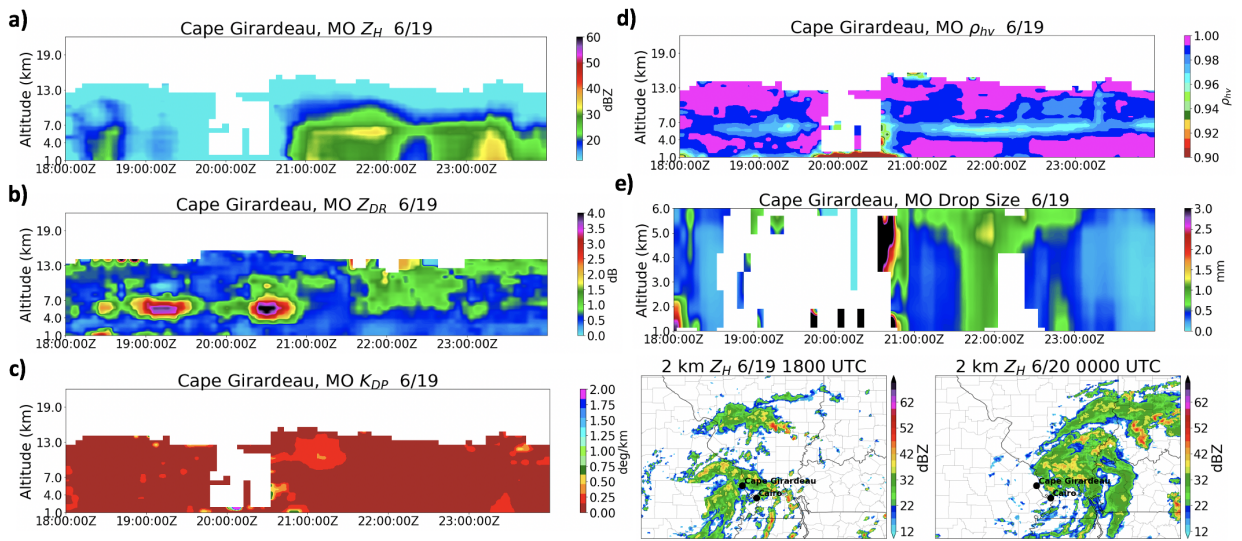 a)
Cape Girardeau, MO Z_H 6/19
Altitude (km)
19.0
13.0
7.0
4.0
1.0
18:00:00Z 19:00:00Z 20:00:00Z 21:00:00Z 22:00:00Z 23:00:00Z
60
50
40
30
20
dBZ
b)
Cape Girardeau, MO Z_DR 6/19
Altitude (km)
19.0
13.0
7.0
4.0
1.0
18:00:00Z 19:00:00Z 20:00:00Z 21:00:00Z 22:00:00Z 23:00:00Z
4.0
3.5
3.0
2.5
2.0
1.5
1.0
0.5
0.0
dB
c)
Cape Girardeau, MO K_DP 6/19
Altitude (km)
19.0
13.0
7.0
4.0
1.0
18:00:00Z 19:00:00Z 20:00:00Z 21:00:00Z 22:00:00Z 23:00:00Z
2.00
1.75
1.50
1.25
1.00
0.75
0.50
0.25
0.00
deg/km
d)
Cape Girardeau, MO ρ_hv 6/19
Altitude (km)
19.0
13.0
7.0
4.0
1.0
18:00:00Z 19:00:00Z 20:00:00Z 21:00:00Z 22:00:00Z 23:00:00Z
1.00
0.98
0.96
0.94
0.92
0.90
ρ_hv
e)
Cape Girardeau, MO Drop Size 6/19
Altitude (km)
6.0
5.0
4.0
3.0
2.0
1.0
18:00:00Z 19:00:00Z 20:00:00Z 21:00:00Z 22:00:00Z 23:00:00Z
3.0
2.5
2.0
1.5
1.0
0.5
0.0
mm
2 km Z_H 6/19 1800 UTC
Cape Girardeau
Cairo
62
52
42
32
22
12
dBZ
2 km Z_H 6/20 0000 UTC
Cape Girardeau
Cairo
62
52
42
32
22
12
dBZ